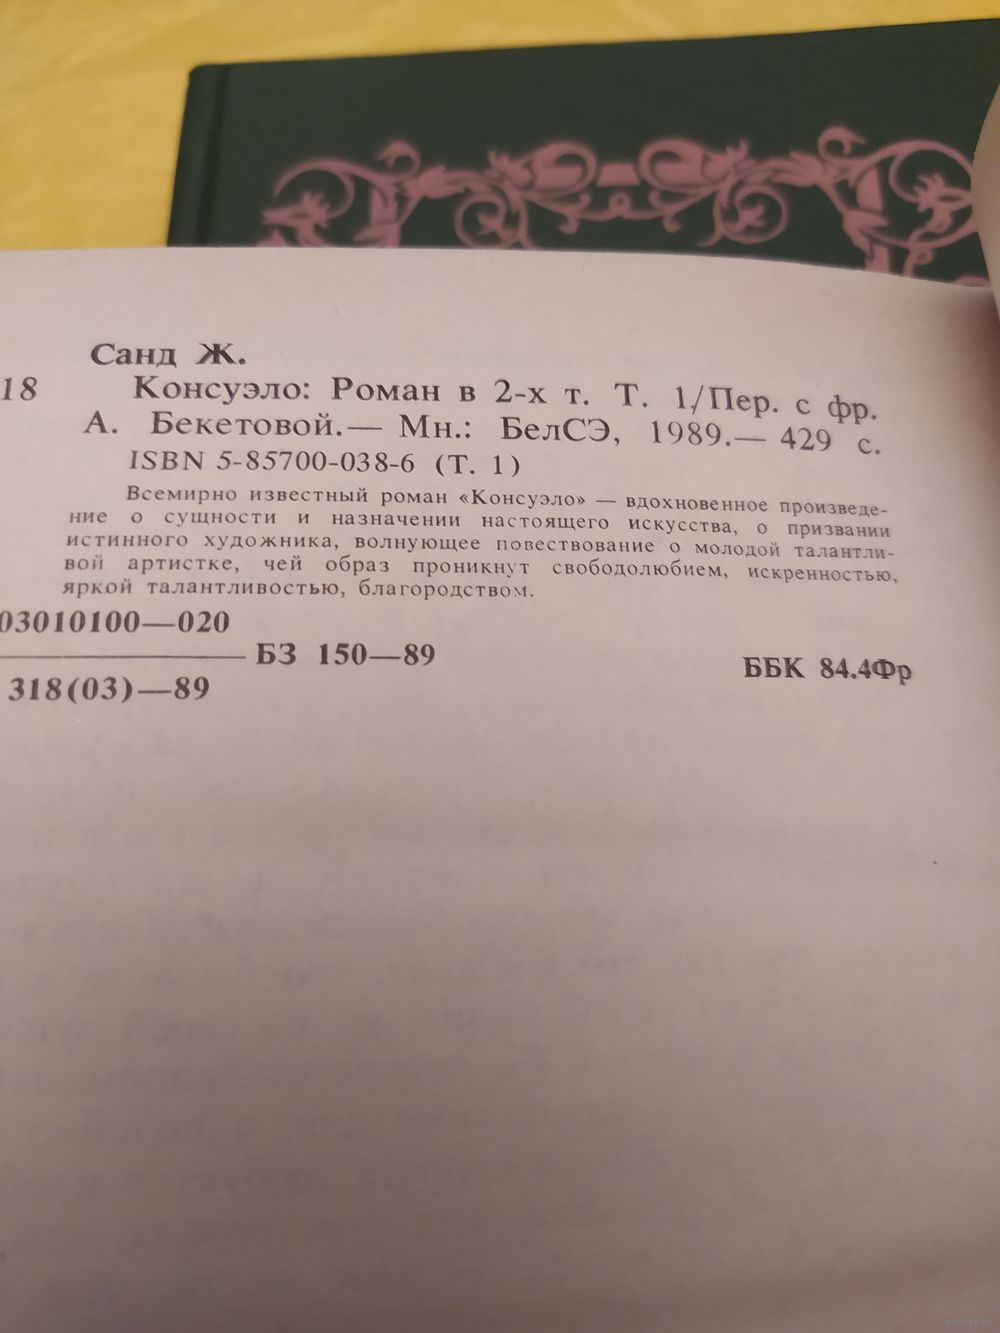 Санд Ж.
18 Консуэло: Роман в 2-х т. Т. 1/Пер. с фр.
А. Бекетовой.— Мн.: БелСЭ, 1989.— 429 с.
ISBN 5-85700-038-6 (Т. 1)
Всемирно известный роман «Консуэло» — вдохновенное произведе-
ние о сущности и назначении настоящего искусства, о призвании
истинного художника, волнующее повествование о молодой талантли-
вой артистке, чей образ проникнут свободолюбием, искренностью,
яркой талантливостью, благородством.
03010100—020
БЗ 150—89
318(03)—89
ББК 84.4Фр